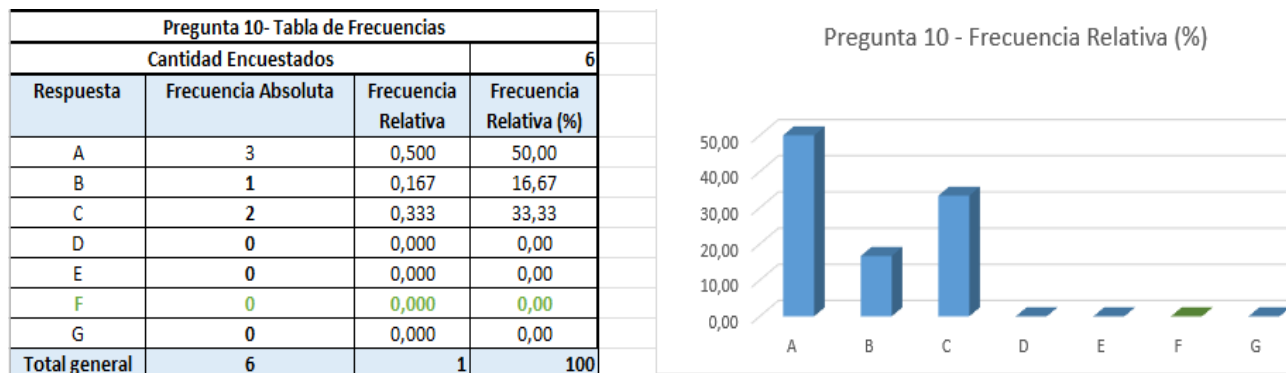 Pregunta 10- Tabla de Frecuencias
Cantidad Encuestados 6
Respuesta Frecuencia Absoluta Frecuencia Relativa Frecuencia Relativa (%)
A 3 0,500 50,00
B 1 0,167 16,67
C 2 0,333 33,33
D 0 0,000 0,00
E 0 0,000 0,00
F 0 0,000 0,00
G 0 0,000 0,00
Total general 6 1 100
Pregunta 10 - Frecuencia Relativa (%)
50,00
40,00
30,00
20,00
10,00
0,00
A B C D E F G